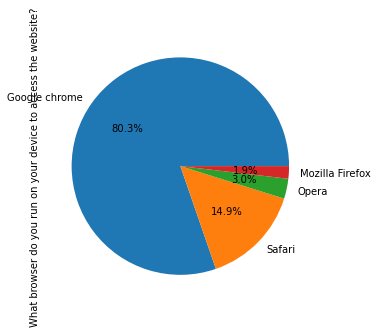 What browser do you run on your device to access the website?
Google chrome
80.3%
1.9%
Mozilla Firefox
3.0%
Opera
14.9%
Safari